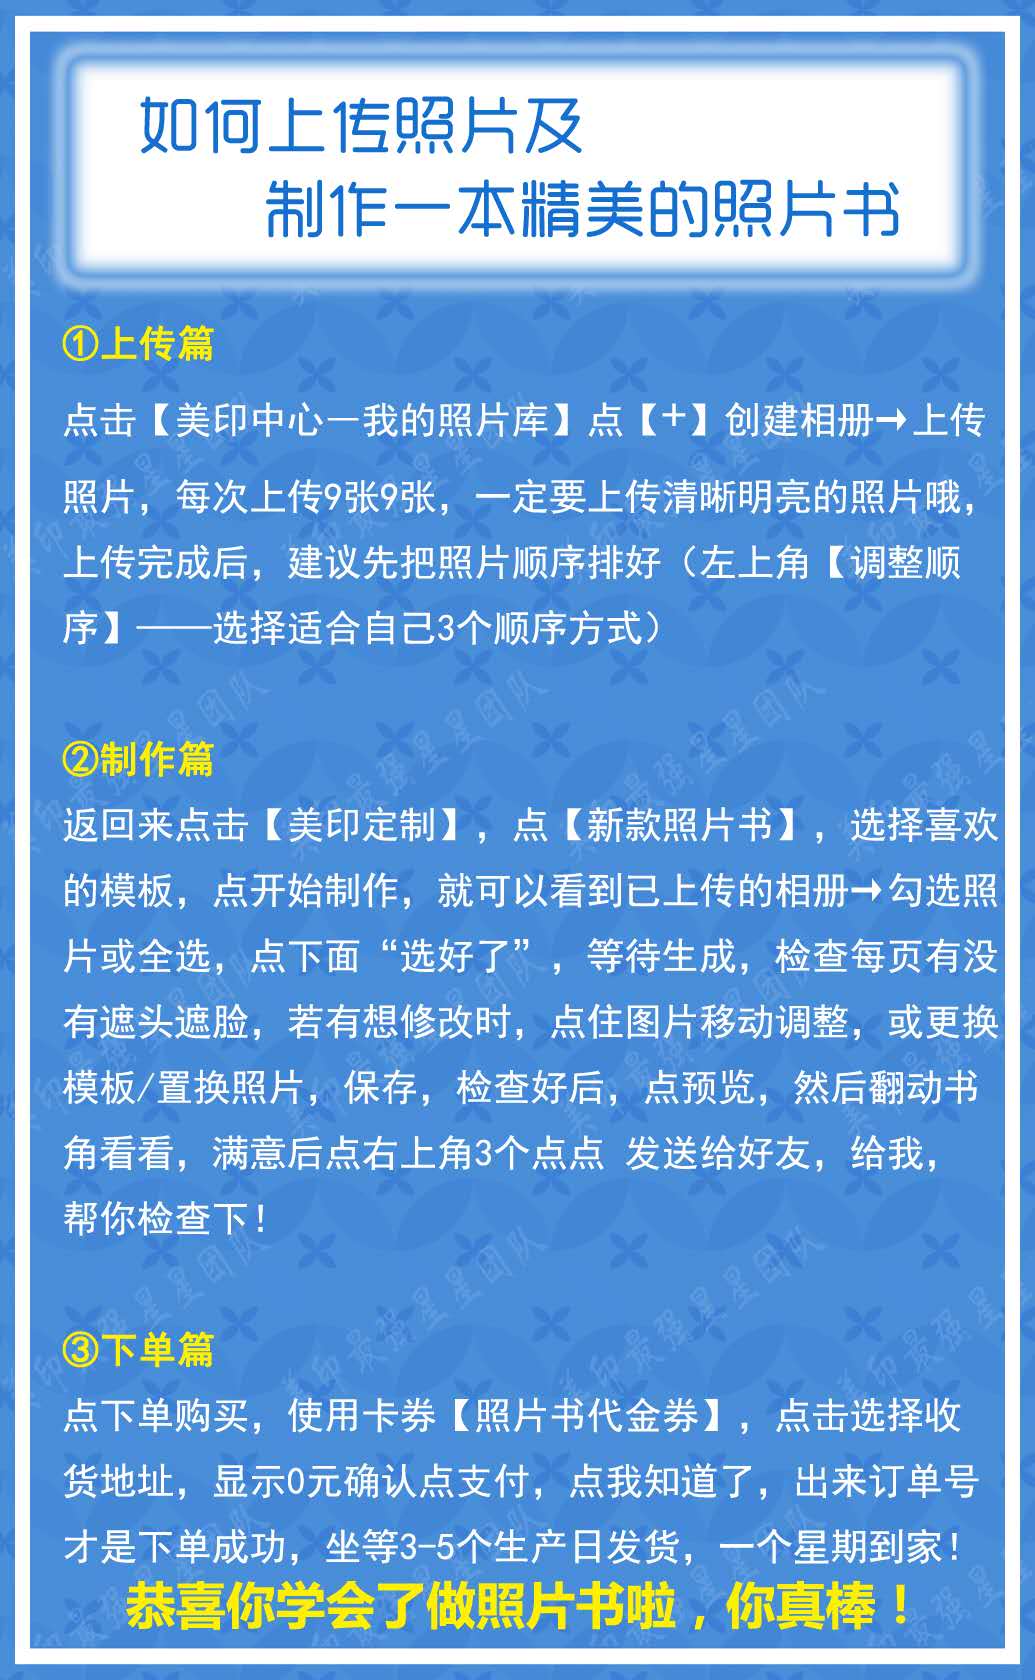 如何上传照片及
制作一本精美的照片书
①上传篇
点击【美印中心—我的照片库】点【+】创建相册→上传
照片，每次上传9张9张，一定要上传清晰明亮的照片哦，
上传完成后，建议先把照片顺序排好（左上角【调整顺
序】——选择适合自己3个顺序方式）
②制作篇
返回来点击【美印定制】，点【新款照片书】，选择喜欢
的模板，点开始制作，就可以看到已上传的相册→勾选照
片或全选，点下面“选好了”，等待生成，检查每页有没
有遮头遮脸，若有想修改时，点住图片移动调整，或更换
模板/置换照片，保存，检查好后，点预览，然后翻动书
角看看，满意后点右上角3个点点 发送给好友，给我，
帮你检查下！
③下单篇
点下单购买，使用卡券【照片书代金券】，点击选择收
货地址，显示0元确认点支付，点我知道了，出来订单号
才是下单成功，坐等3-5个生产日发货，一个星期到家！
恭喜你学会了做照片书啦，你真棒！
美印最强星星团队